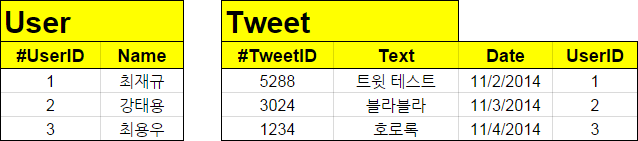 User Tweet
#UserID Name #TweetID Text Date UserID
1 최재규 5288 트윗 테스트 11/2/2014 1
2 강태용 3024 블라블라 11/3/2014 2
3 최용우 1234 호로록 11/4/2014 3